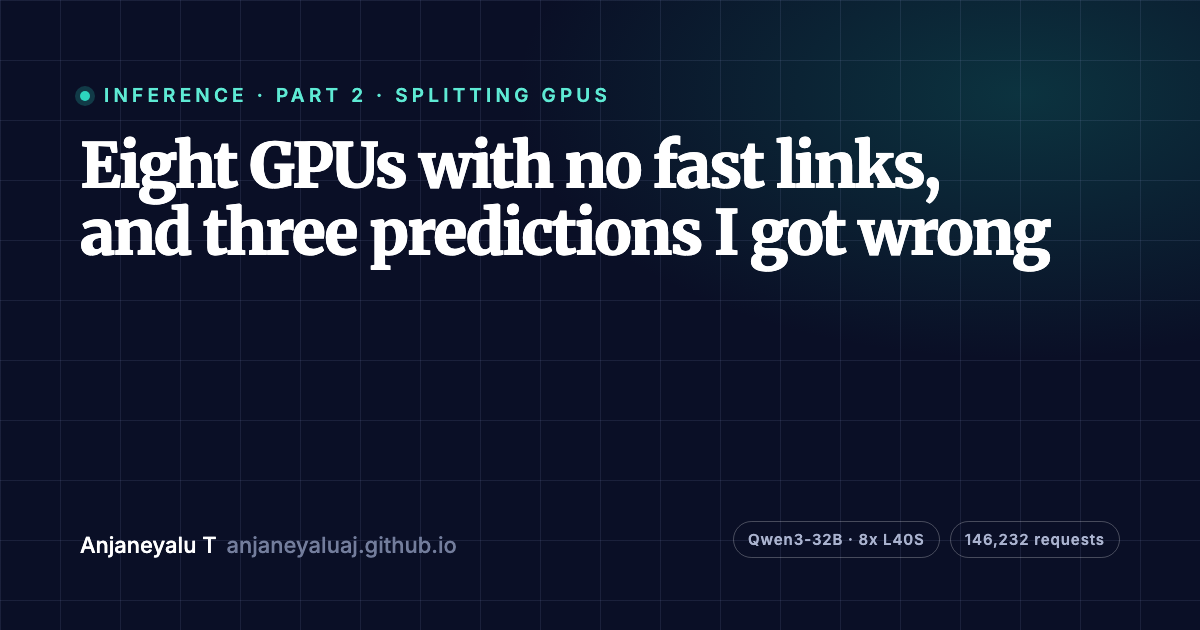 INFERENCE · PART 2 · SPLITTING GPUS
Eight GPUs with no fast links,
and three predictions I got wrong
Anjaneyalu T anjaneyaluaj.github.io
Qwen3-32B · 8x L40S
146,232 requests